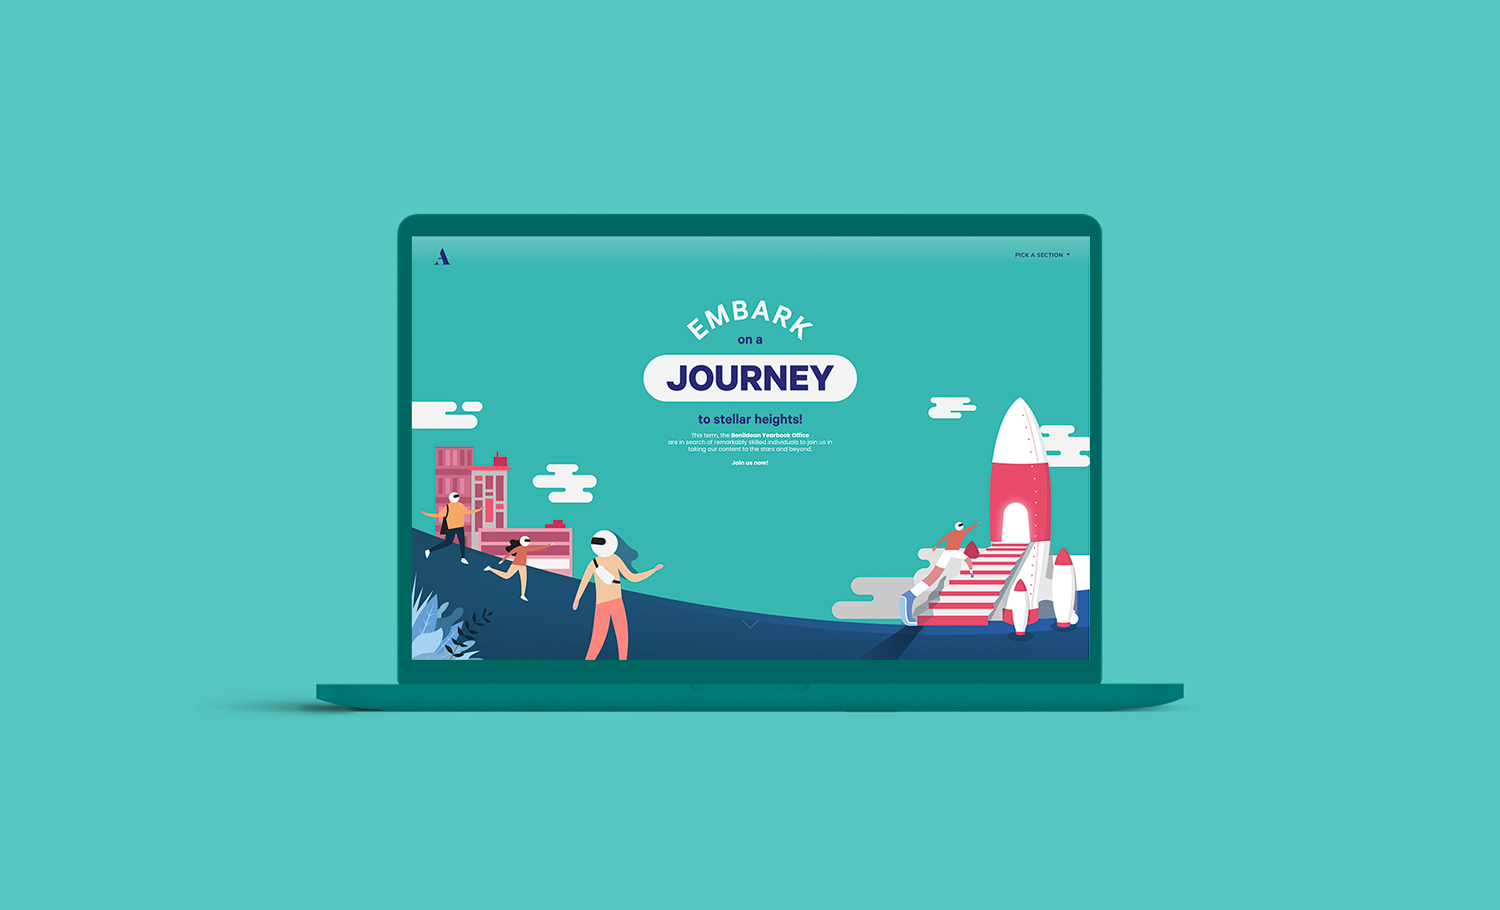 A
PICK A SECTION
EMBARK
on a
JOURNEY
to stellar heights!
This term, the Benildean Yearbook Office
are in search of remarkably skilled individuals to join us in
taking our content to the stars and beyond.
Join us now!